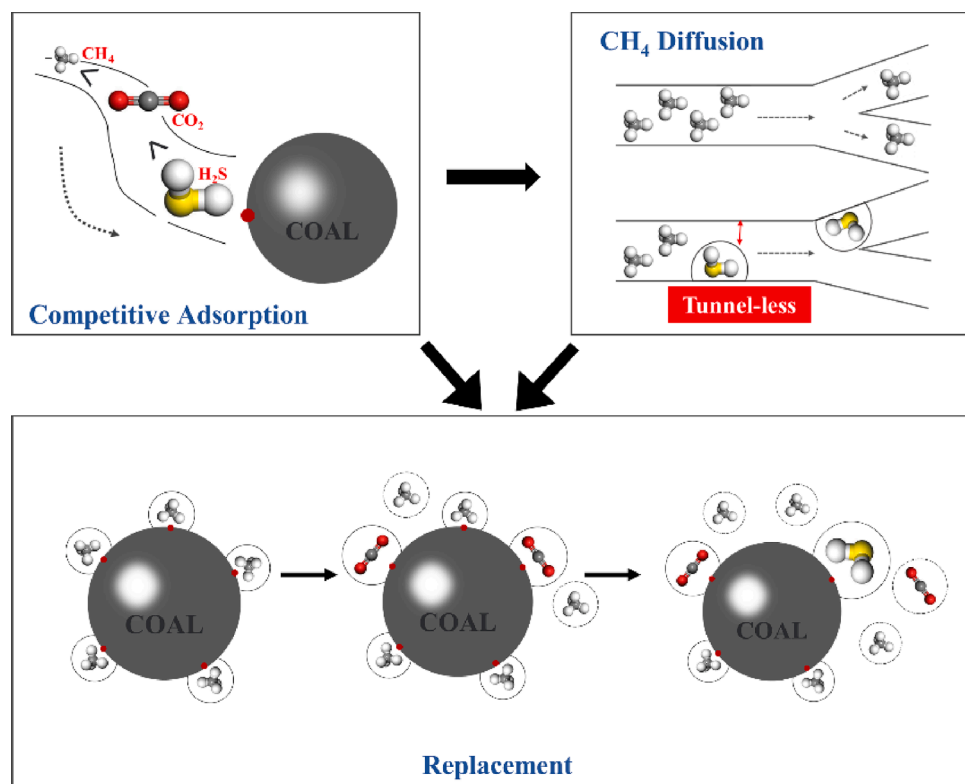 CH₄
CO₂
H₂S
COAL
Competitive Adsorption
CH₄ Diffusion
Tunnel-less
COAL
COAL
COAL
Replacement